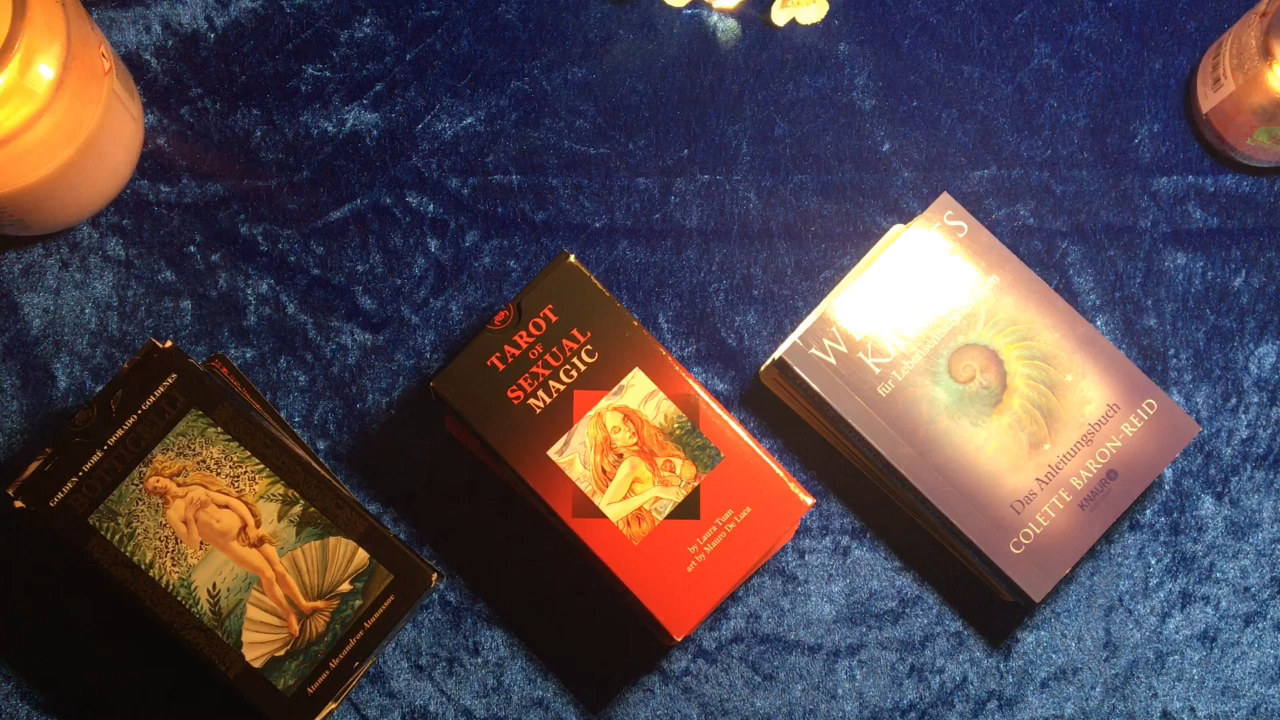 GOLDEN • DORÉ • DORADO • GOLDENES
BOTTICELLI
Atanas Alexandrov Atanassov
TAROT
OF
SEXUAL
MAGIC
by Laura Tuan
art by Mauro De Luca
für
Das Anleitungsbuch
COLETTE BARON-REID
KNAUR